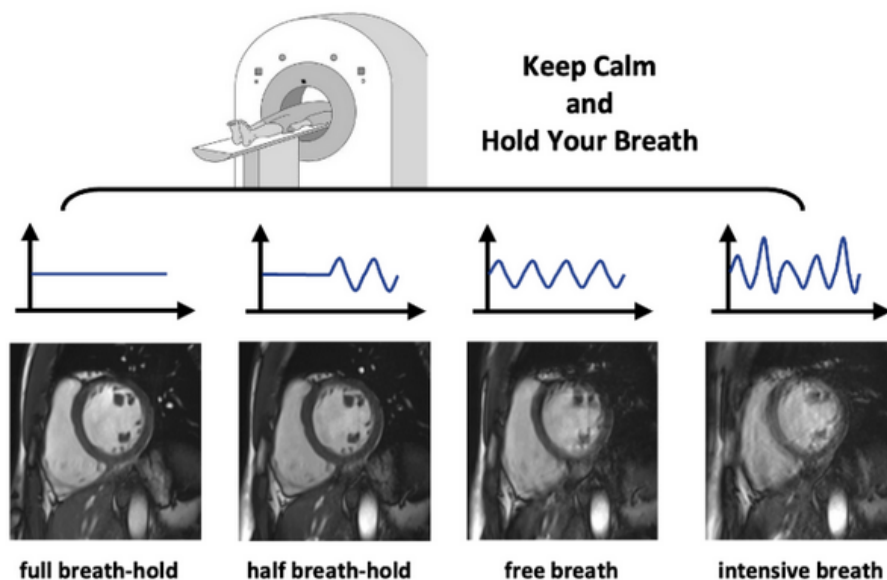 Keep Calm
and
Hold Your Breath
full breath-hold
half breath-hold
free breath
intensive breath